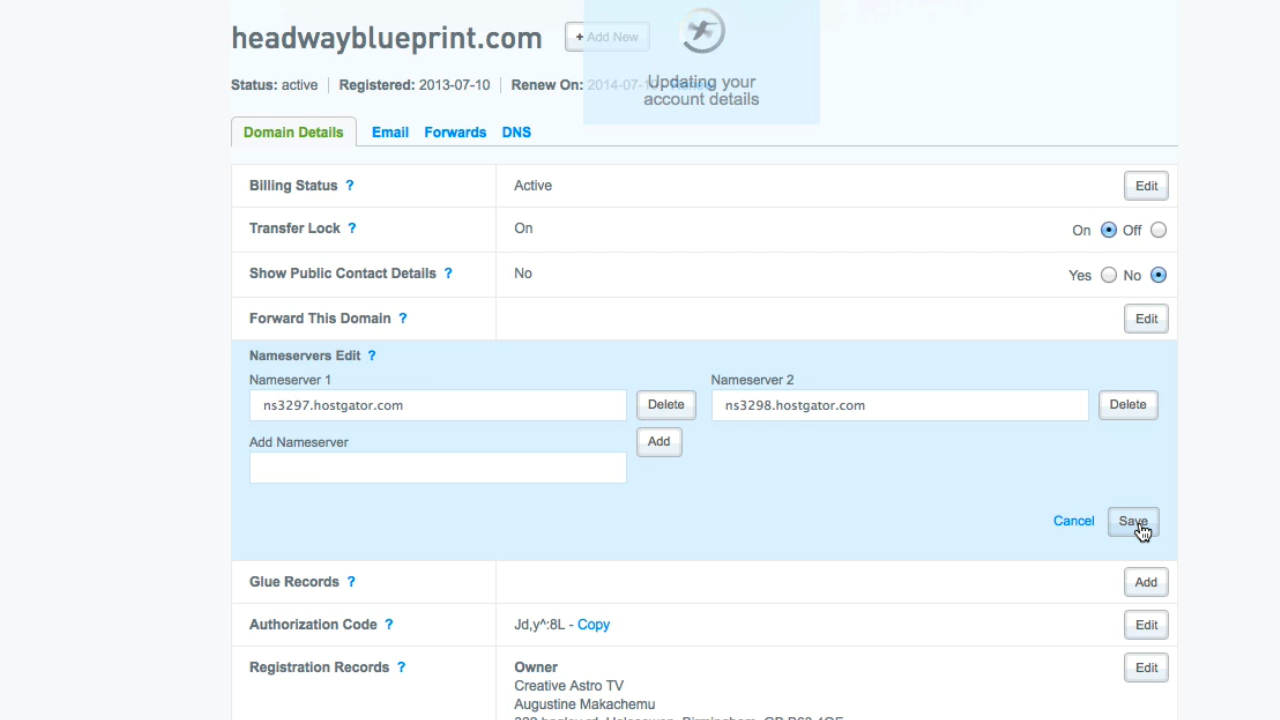 headwayblueprint.com + Add New
Updating your
account details
Status: active Registered: 2013-07-10 Renew On: 2014-07-
Domain Details Email Forwards DNS
Billing Status ? Active Edit
Transfer Lock ? On On Off
Show Public Contact Details ? No Yes No
Forward This Domain ? Edit
Nameservers Edit ?
Nameserver 1 Nameserver 2
ns3297.hostgator.com Delete ns3298.hostgator.com Delete
Add Nameserver Add
Cancel Save
Glue Records ? Add
Authorization Code ? Jd,y^:8L - Copy Edit
Registration Records ? Owner Edit
Creative Astro TV
Augustine Makachemu